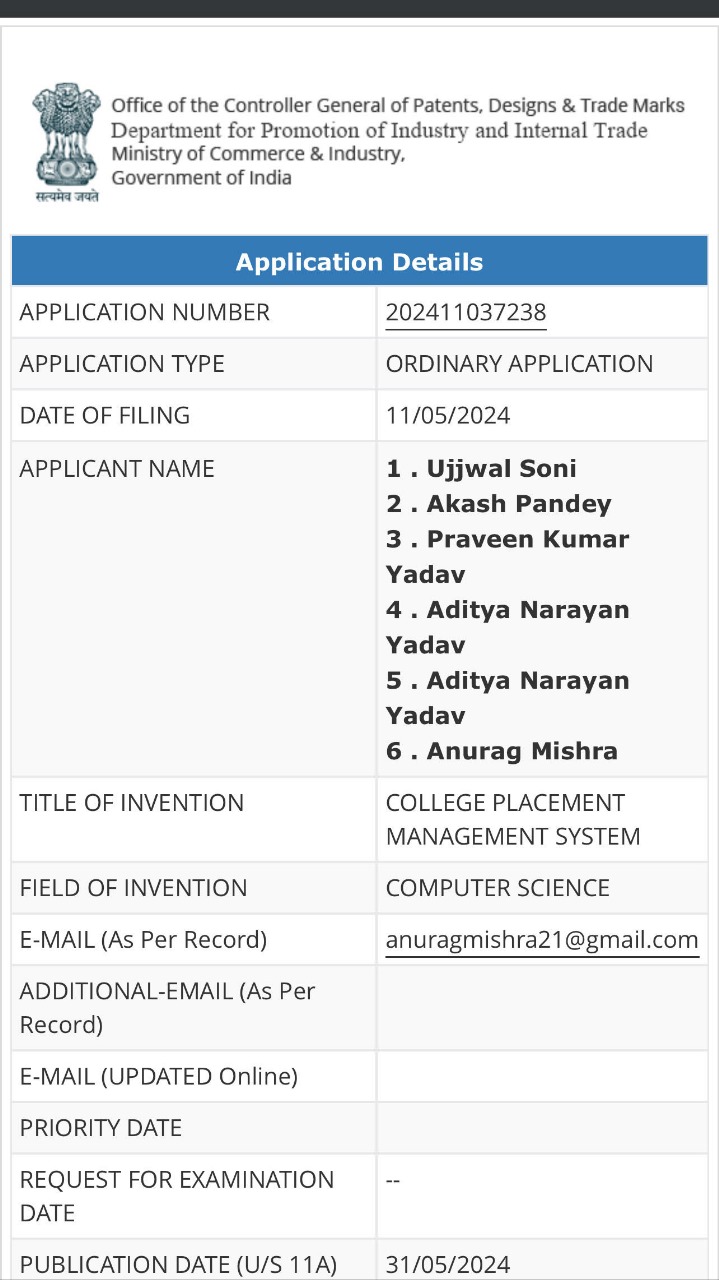 सत्यमेव जयते
Office of the Controller General of Patents, Designs & Trade Marks
Department for Promotion of Industry and Internal Trade
Ministry of Commerce & Industry,
Government of India
Application Details
APPLICATION NUMBER 202411037238
APPLICATION TYPE ORDINARY APPLICATION
DATE OF FILING 11/05/2024
APPLICANT NAME 1 . Ujjwal Soni
2 . Akash Pandey
3 . Praveen Kumar
Yadav
4 . Aditya Narayan
Yadav
5 . Aditya Narayan
Yadav
6 . Anurag Mishra
TITLE OF INVENTION COLLEGE PLACEMENT
MANAGEMENT SYSTEM
FIELD OF INVENTION COMPUTER SCIENCE
E-MAIL (As Per Record) anuragmishra21@gmail.com
ADDITIONAL-EMAIL (As Per
Record)
E-MAIL (UPDATED Online)
PRIORITY DATE
REQUEST FOR EXAMINATION --
DATE
PUBLICATION DATE (U/S 11A) 31/05/2024